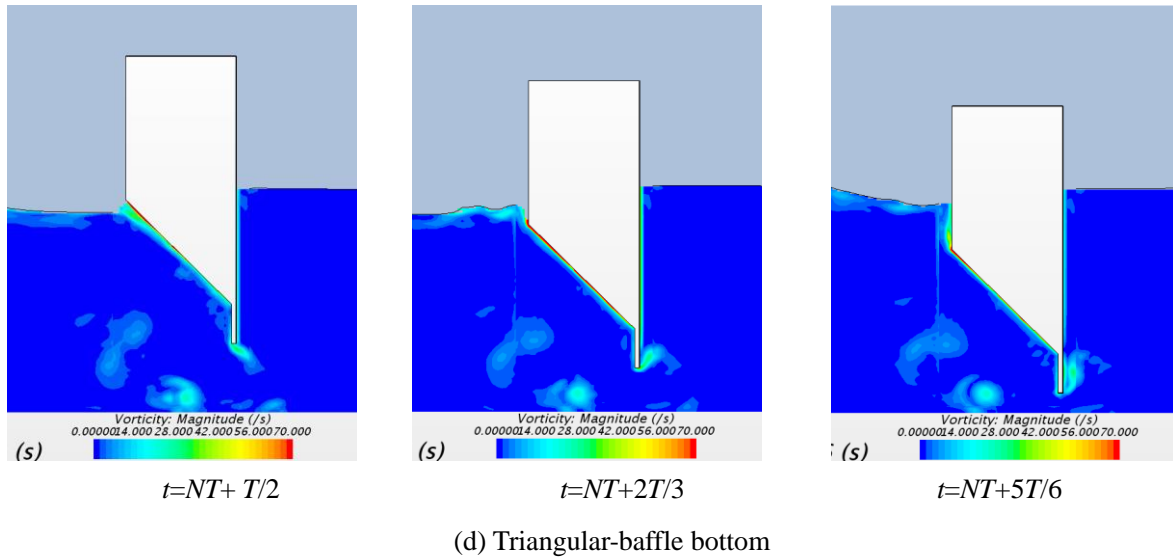 Vorticity: Magnitude (/s)
0.000014.000 28.000 42.000 56.000 70.000
(s)
Vorticity: Magnitude (/s)
0.000014.000 28.000 42.000 56.000 70.000
(s)
Vorticity: Magnitude (/s)
0.000014.000 28.000 42.000 56.000 70.000
(s)
t=NT+ T/2
t=NT+2T/3
t=NT+5T/6
(d) Triangular-baffle bottom